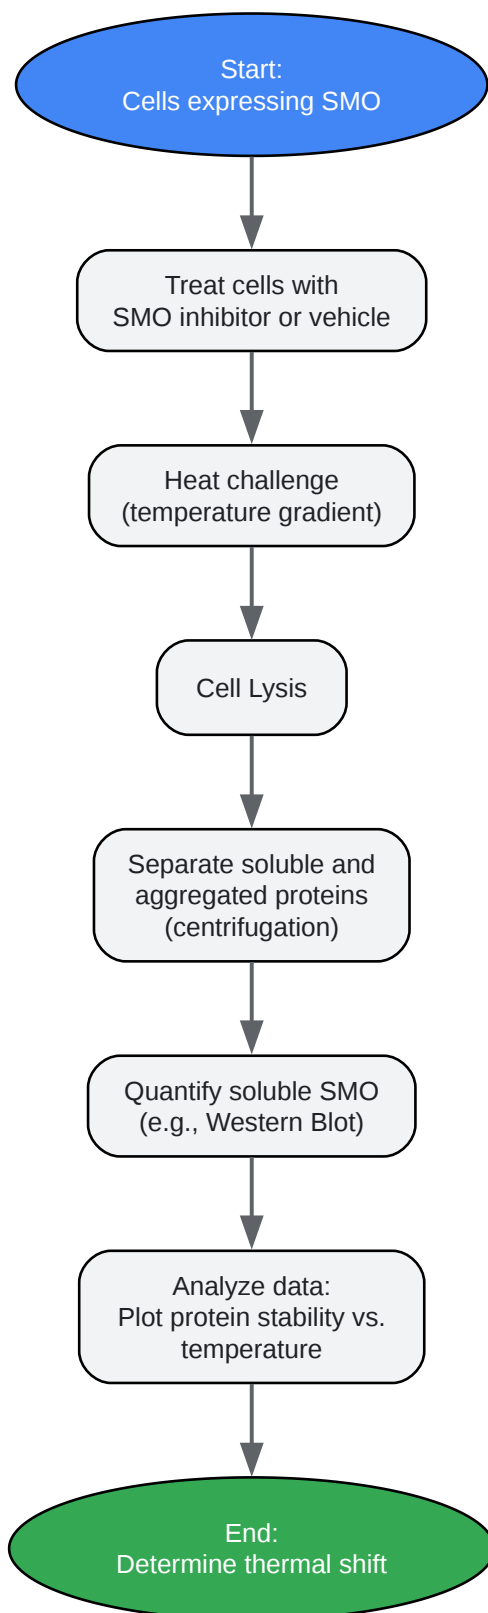 Start:
Cells expressing SMO
Treat cells with
SMO inhibitor or vehicle
Heat challenge
(temperature gradient)
Cell Lysis
Separate soluble and
aggregated proteins
(centrifugation)
Quantify soluble SMO
(e.g., Western Blot)
Analyze data:
Plot protein stability vs.
temperature
End:
Determine thermal shift